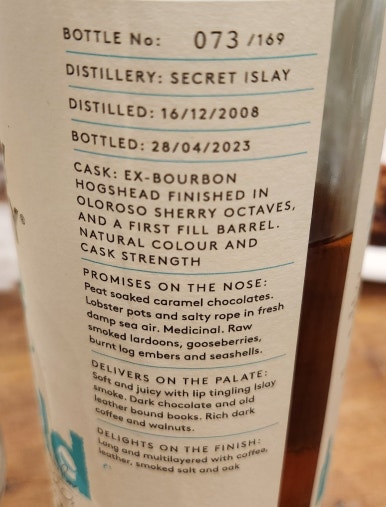 BOTTLE No: 073 /169
DISTILLERY: SECRET ISLAY
DISTILLED: 16/12/2008
BOTTLED: 28/04/2023
CASK: EX-BOURBON
HOGSHEAD FINISHED IN
OLOROSO SHERRY OCTAVES,
AND A FIRST FILL BARREL.
NATURAL COLOUR AND
CASK STRENGTH
PROMISES ON THE NOSE:
Peat soaked caramel chocolates.
Lobster pots and salty rope in fresh
damp sea air. Medicinal. Raw
smoked lardoons, gooseberries,
burnt log embers and seashells.
DELIVERS ON THE PALATE:
Soft and juicy with lip tingling Islay
smoke. Dark chocolate and old
leather bound books. Rich dark
coffee and walnuts.
DELIGHTS ON THE FINISH:
Long and multilayered with coffee,
leather, smoked salt and oak